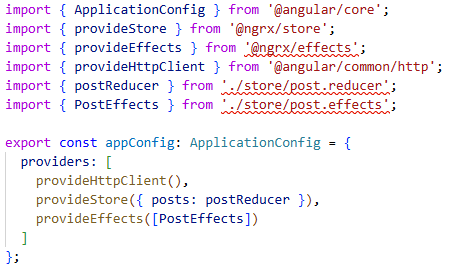 import { ApplicationConfig } from '@angular/core';
import { provideStore } from '@ngrx/store';
import { provideEffects } from '@ngrx/effects';
import { provideHttpClient } from '@angular/common/http';
import { postReducer } from './store/post.reducer';
import { PostEffects } from './store/post.effects';

export const appConfig: ApplicationConfig = {
  providers: [
    provideHttpClient(),
    provideStore({ posts: postReducer }),
    provideEffects([PostEffects])
  ]
};